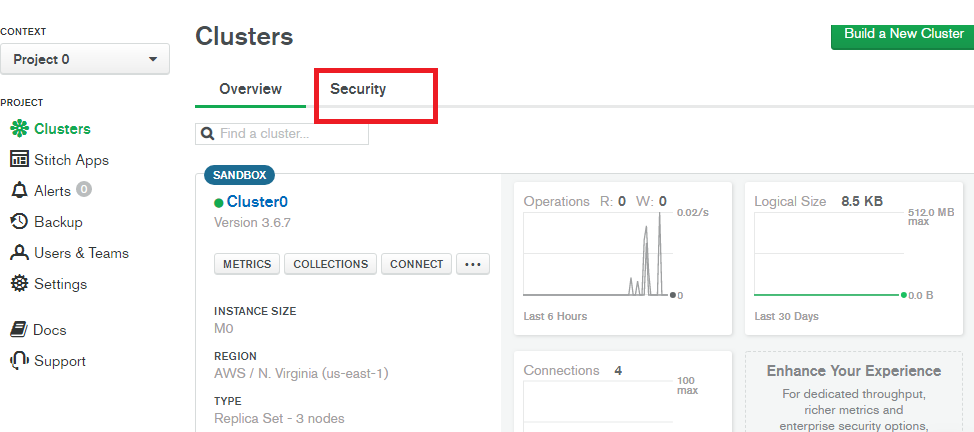 CONTEXT
Project 0
PROJECT
Clusters
Stitch Apps
Alerts 0
Backup
Users & Teams
Settings
Docs
Support
Clusters
Build a New Cluster
Overview Security
Find a cluster...
SANDBOX
Cluster0
Version 3.6.7
METRICS COLLECTIONS CONNECT ...
INSTANCE SIZE
M0
REGION
AWS / N. Virginia (us-east-1)
TYPE
Replica Set - 3 nodes
Operations R: 0 W: 0
0.02/s
0
Last 6 Hours
Logical Size 8.5 KB
512.0 MB
max
0.0 B
Last 30 Days
Connections 4
100
max
Enhance Your Experience
For dedicated throughput,
richer metrics and
enterprise security options,